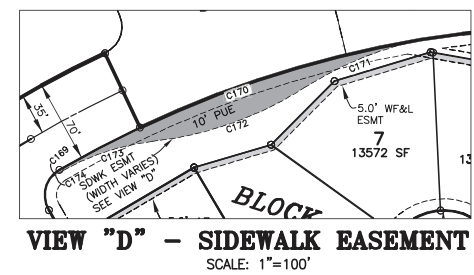 C171
C170
10' PUE
C172
5.0' WF&L
ESMT
7
13572 SF
13
35'
70'
C169
C173
C174
SDWK ESMT
(WIDTH VARIES)
SEE VIEW "D"
BLOCK
VIEW "D" – SIDEWALK EASEMENT
SCALE: 1"=100'